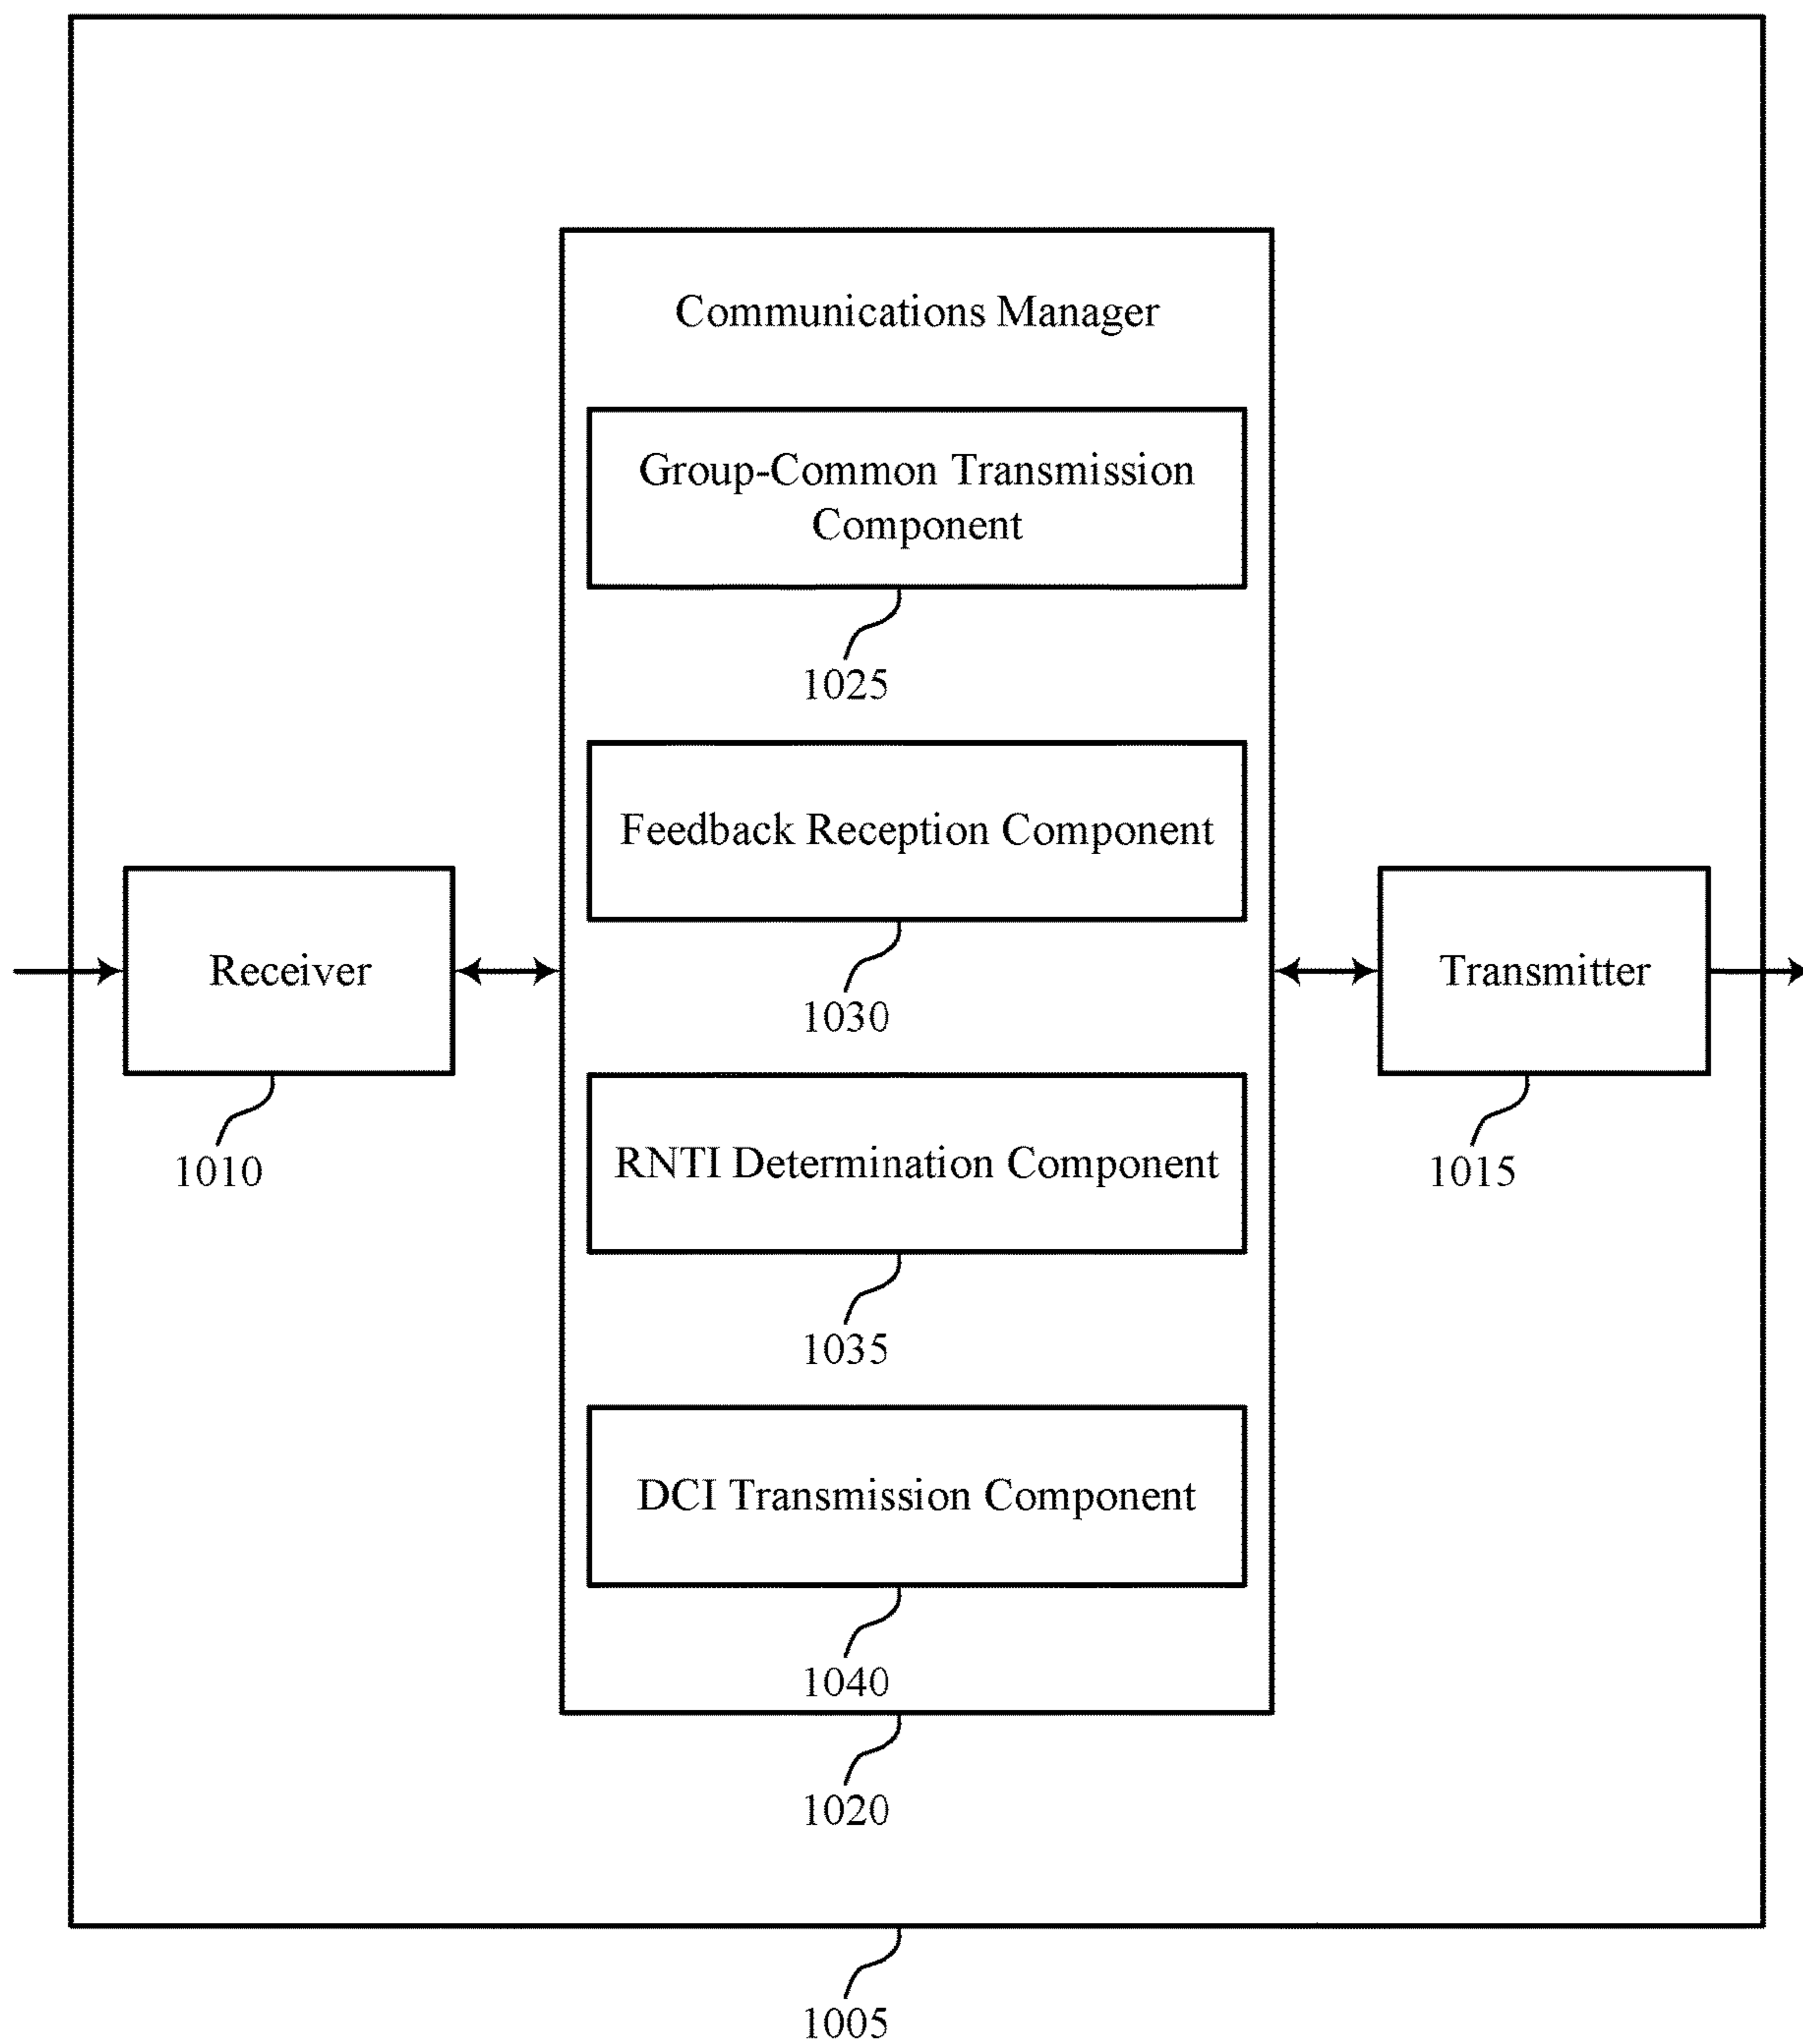 Communications Manager
Group-Common Transmission
Component
1025
Feedback Reception Component
1030
Receiver
1010
Transmitter
1015
RNTI Determination Component
1035
DCI Transmission Component
1040
1020
1005